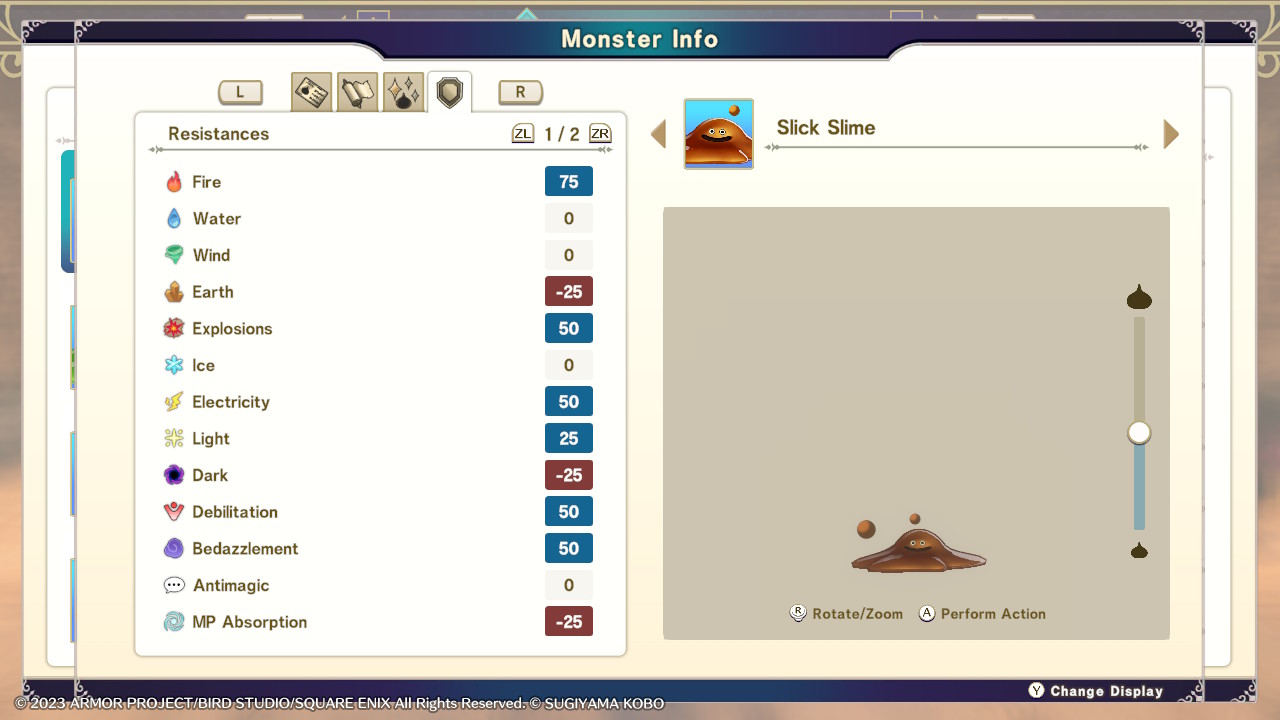 Monster Info
L
R
Resistances
ZL 1 / 2 ZR
Slick Slime
Fire 75
Water 0
Wind 0
Earth -25
Explosions 50
Ice 0
Electricity 50
Light 25
Dark -25
Debilitation 50
Bedazzlement 50
Antimagic 0
MP Absorption -25
R Rotate/Zoom A Perform Action
Y Change Display
© 2023 ARMOR PROJECT/BIRD STUDIO/SQUARE ENIX All Rights Reserved. © SUGIYAMA KOBO